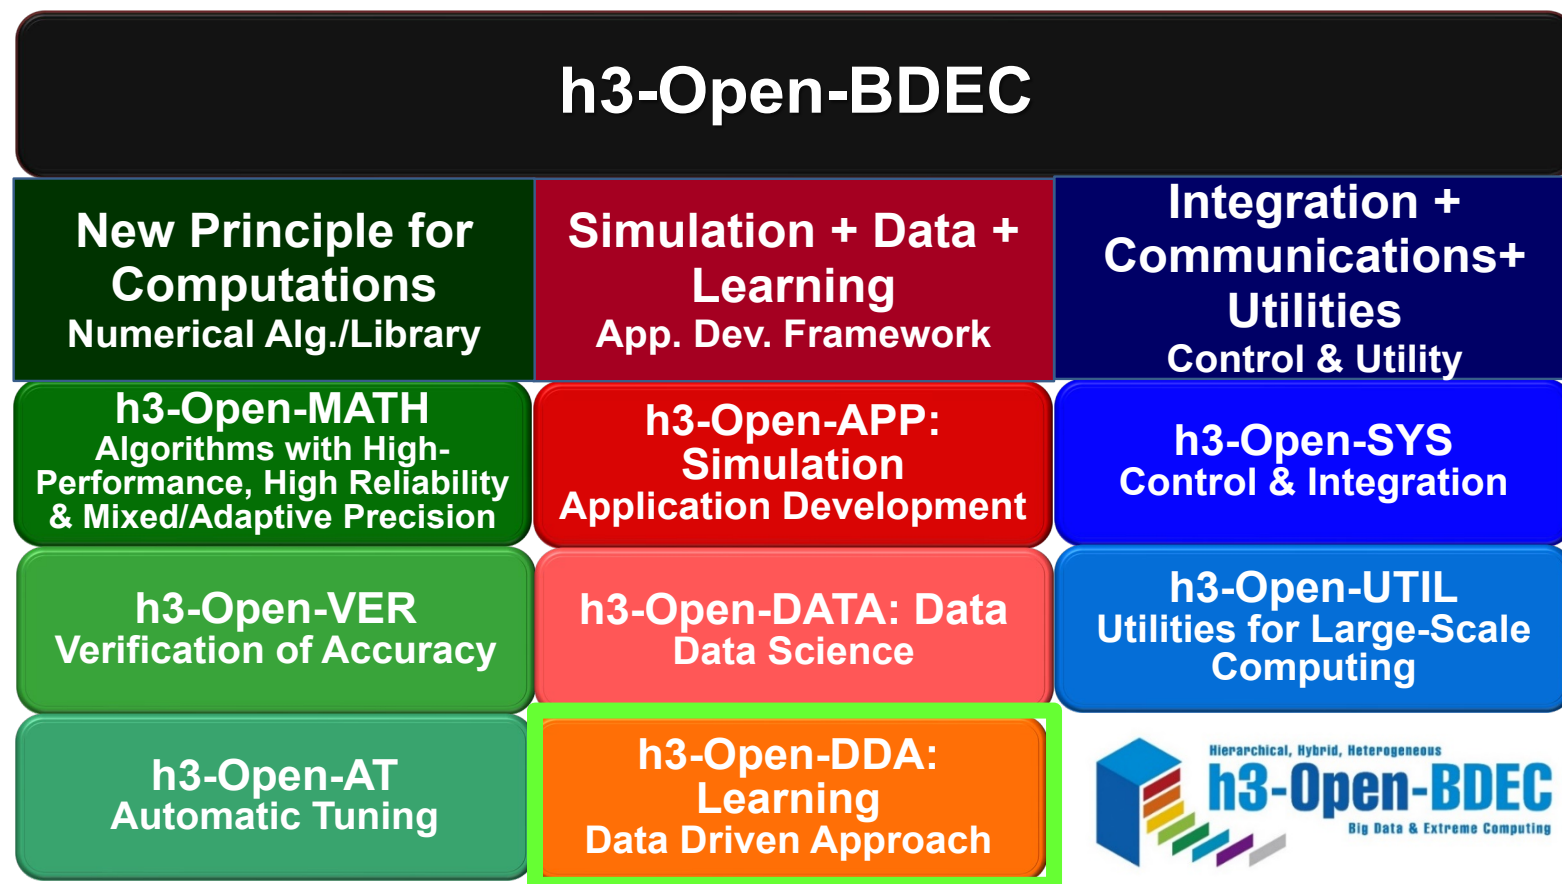 h3-Open-BDEC
New Principle for
Computations
Numerical Alg./Library
Simulation + Data +
Learning
App. Dev. Framework
Integration +
Communications+
Utilities
Control & Utility
h3-Open-MATH
Algorithms with High-
Performance, High Reliability
& Mixed/Adaptive Precision
h3-Open-APP:
Simulation
Application Development
h3-Open-SYS
Control & Integration
h3-Open-VER
Verification of Accuracy
h3-Open-DATA: Data
Data Science
h3-Open-UTIL
Utilities for Large-Scale
Computing
h3-Open-AT
Automatic Tuning
h3-Open-DDA:
Learning
Data Driven Approach
Hierarchical, Hybrid, Heterogeneous
h3-Open-BDEC
Big Data & Extreme Computing